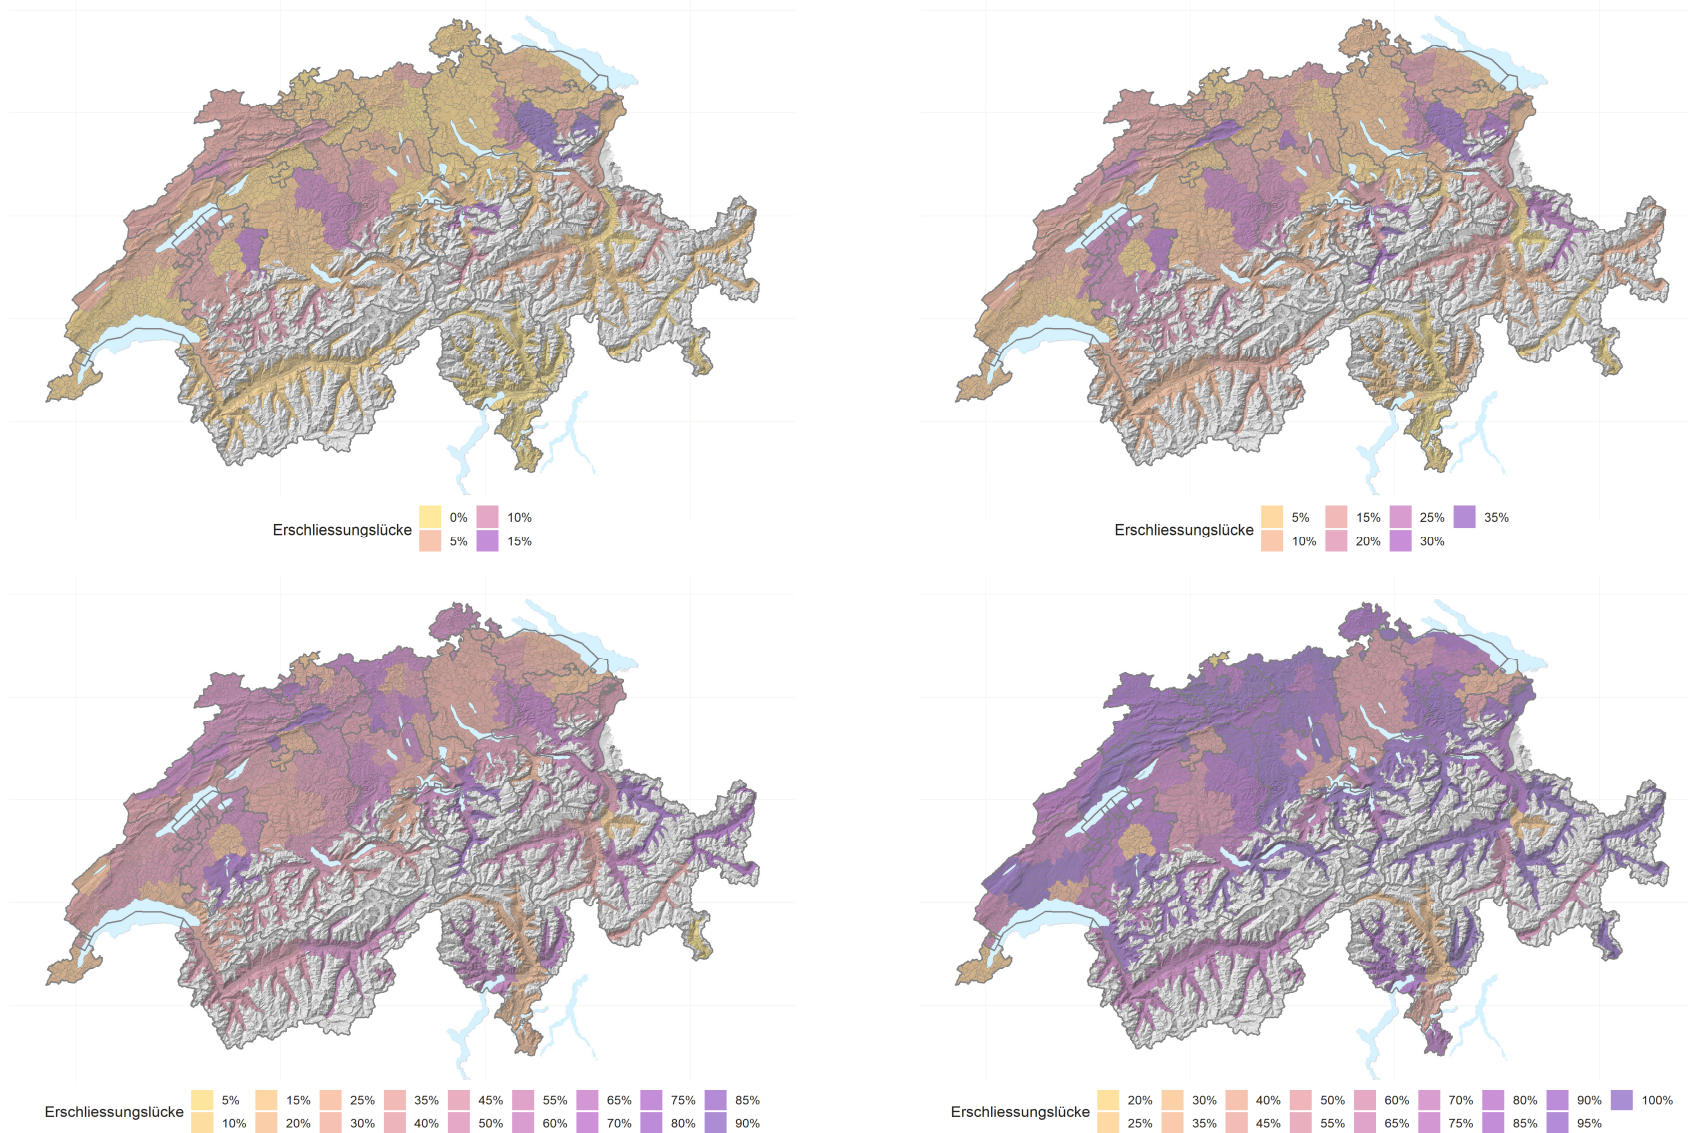 Erschliessungslücke 0% 10%
5% 15%
Erschliessungslücke 5% 15% 25% 35%
10% 20% 30%
Erschliessungslücke 5% 15% 25% 35% 45% 55% 65% 75% 85%
10% 20% 30% 40% 50% 60% 70% 80% 90%
Erschliessungslücke 20% 30% 40% 50% 60% 70% 80% 90% 100%
25% 35% 45% 55% 65% 75% 85% 95%